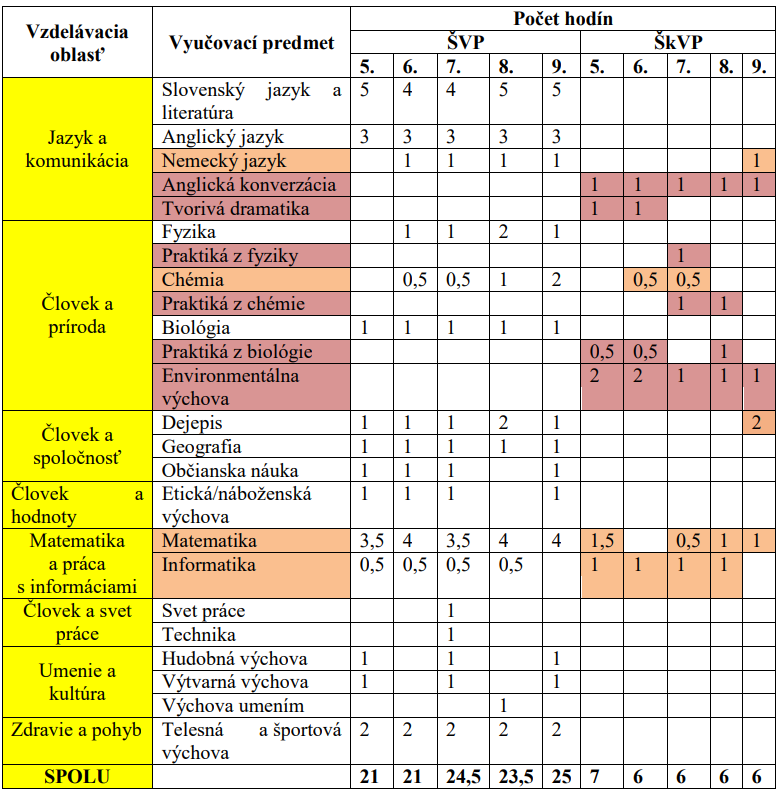 Vzdelávacia oblasť Vyučovací predmet Počet hodín
ŠVP ŠkVP
5. 6. 7. 8. 9. 5. 6. 7. 8. 9.
Jazyk a komunikácia
Slovenský jazyk a literatúra 5 4 4 5 5
Anglický jazyk 3 3 3 3 3
Nemecký jazyk 1 1 1 1 1
Anglická konverzácia 1 1 1 1 1
Tvorivá dramatika 1 1
Človek a príroda
Fyzika 1 1 2 1
Praktiká z fyziky 1
Chémia 0,5 0,5 1 2 0,5 0,5
Praktiká z chémie 1 1
Biológia 1 1 1 1 1
Praktiká z biológie 0,5 0,5 1
Environmentálna výchova 2 2 1 1 1
Človek a spoločnosť
Dejepis 1 1 1 2 1 2
Geografia 1 1 1 1 1
Občianska náuka 1 1 1 1
Človek a hodnoty
Etická/náboženská výchova 1 1 1 1
Matematika a práca s informáciami
Matematika 3,5 4 3,5 4 4 1,5 0,5 1 1
Informatika 0,5 0,5 0,5 0,5 1 1 1 1
Človek a svet práce
Svet práce 1
Technika 1
Umenie a kultúra
Hudobná výchova 1 1 1
Výtvarná výchova 1 1 1
Výchova umením 1
Zdravie a pohyb
Telesná a športová výchova 2 2 2 2 2
SPOLU 21 21 24,5 23,5 25 7 6 6 6 6